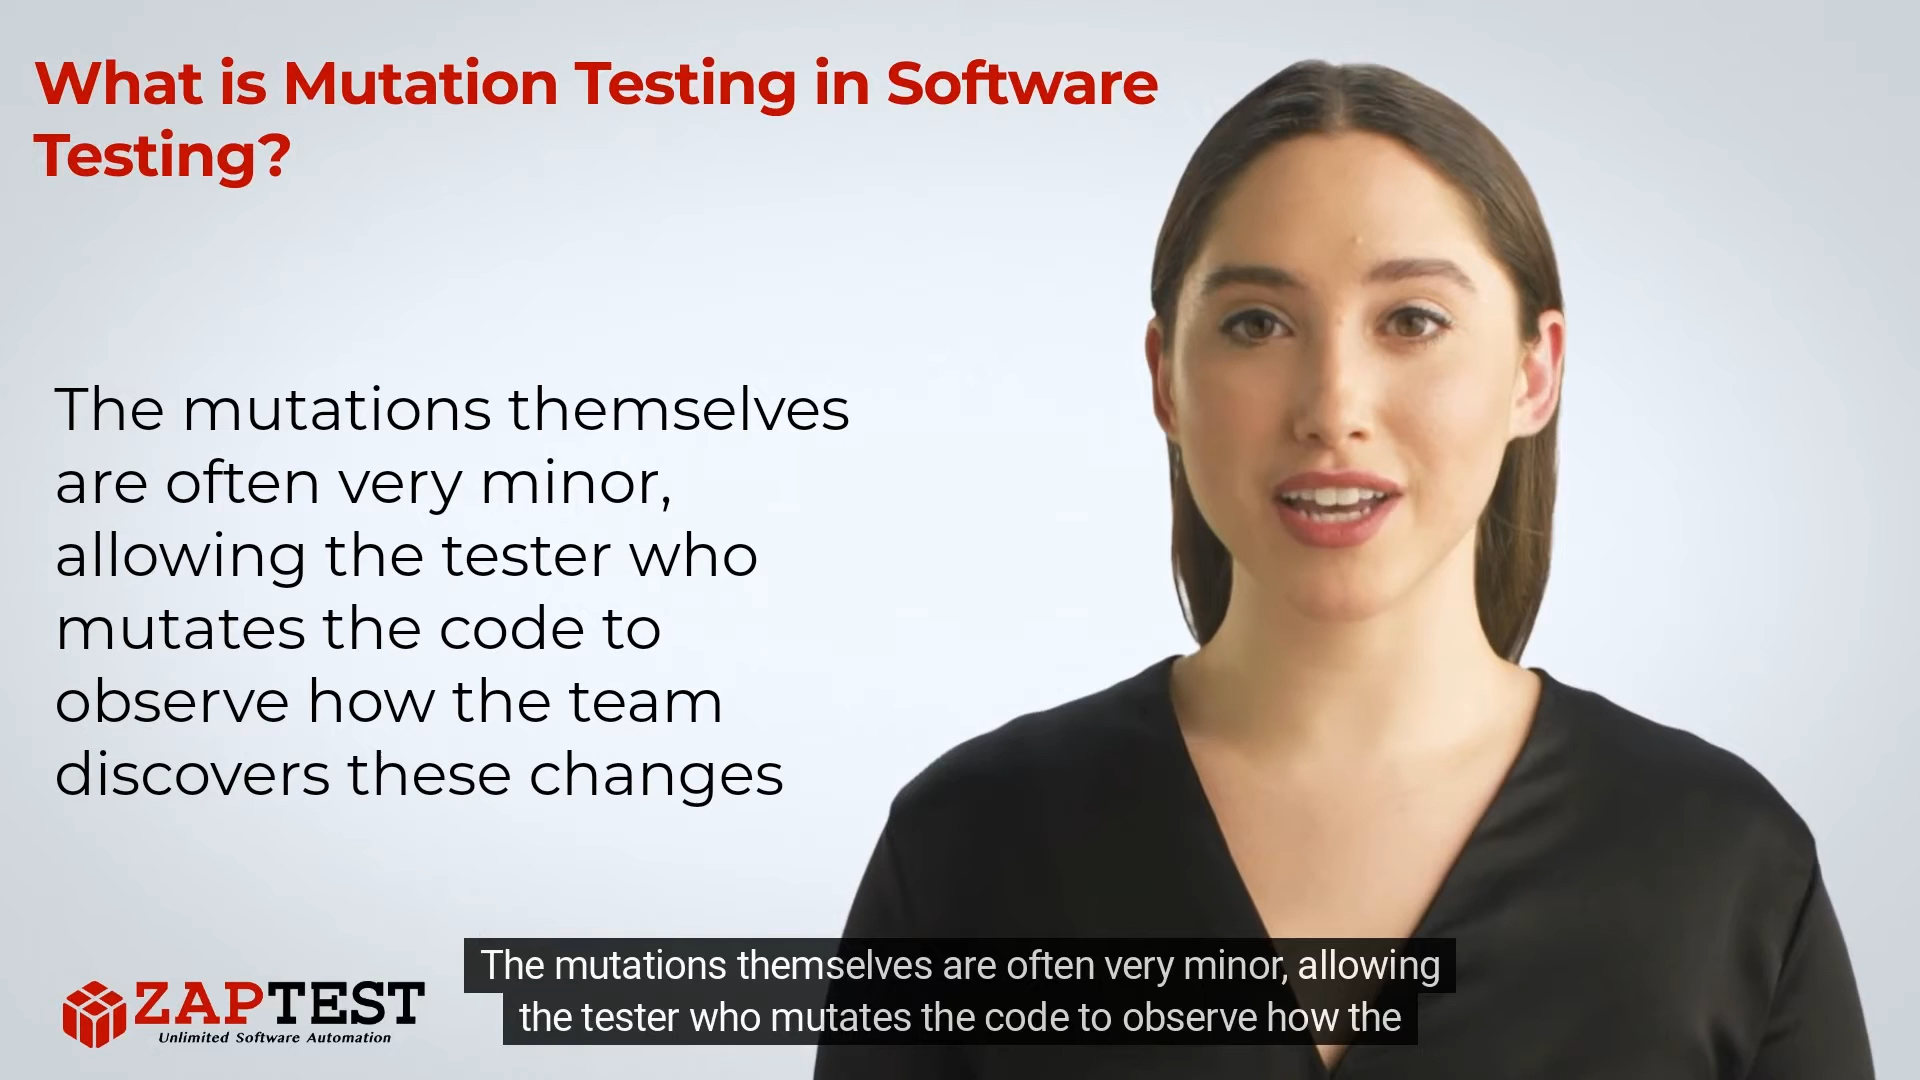 What is Mutation Testing in Software
Testing?
The mutations themselves
are often very minor,
allowing the tester who
mutates the code to
observe how the team
discovers these changes
ZAPTEST
Unlimited Software Automation
The mutations themselves are often very minor, allowing
the tester who mutates the code to observe how the